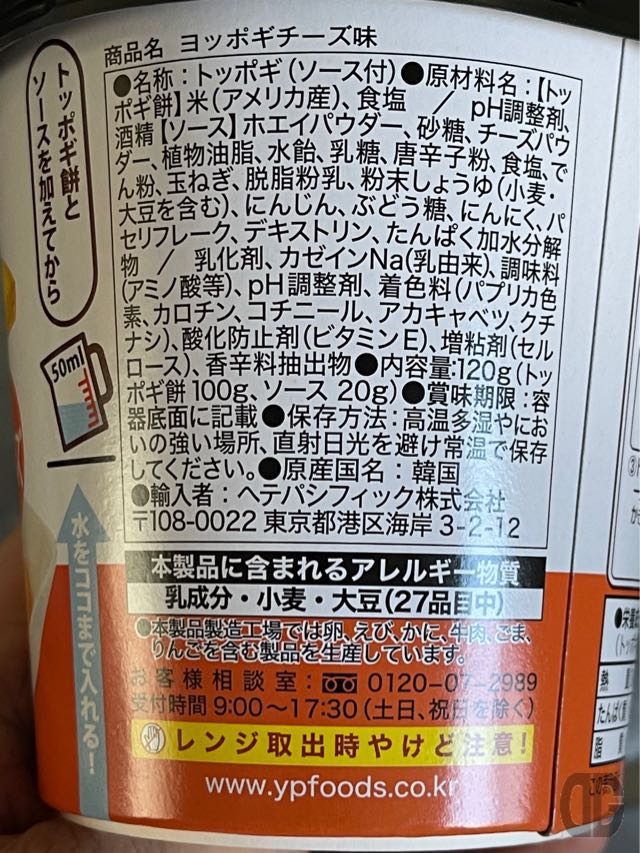 商品名 ヨッポギチーズ味
●名称：トッポギ（ソース付）●原材料名：【トッ
ポギ餅】米（アメリカ産）、食塩 ／ pH調整剤、
酒精【ソース】ホエイパウダー、砂糖、チーズパウ
ダー、植物油脂、水飴、乳糖、唐辛子粉、食塩、で
ん粉、玉ねぎ、脱脂粉乳、粉末しょうゆ（小麦・
大豆を含む）、にんじん、ぶどう糖、にんにく、パ
セリフレーク、デキストリン、たんぱく加水分解
物 ／ 乳化剤、カゼインNa（乳由来）、調味料
（アミノ酸等）、pH調整剤、着色料（パプリカ色
素、カロチン、コチニール、アカキャベツ、クチ
ナシ）、酸化防止剤（ビタミンE）、増粘剤（セル
ロース）、香辛料抽出物●内容量：120g（トッ
ポギ餅 100g、ソース 20g）●賞味期限：容
器底面に記載●保存方法：高温多湿やにお
いの強い場所、直射日光を避け常温で保存
してください。●原産国名：韓国
●輸入者：ヘテパシフィック株式会社
〒108-0022 東京都港区海岸 3-2-12
本製品に含まれるアレルギー物質
乳成分・小麦・大豆（27品目中）
●本製品製造工場では卵、えび、かに、牛肉、ごま、
りんごを含む製品を生産しています。
お客様相談室： 0120-07-2989
受付時間 9:00〜17:30（土日、祝日を除く）
レンジ取出時やけど注意！
www.ypfoods.co.kr
トッポギ餅と
ソースを加えてから
50ml
水をココまで入れる！
●栄養
（トッ
熱
たんぱく質
脂